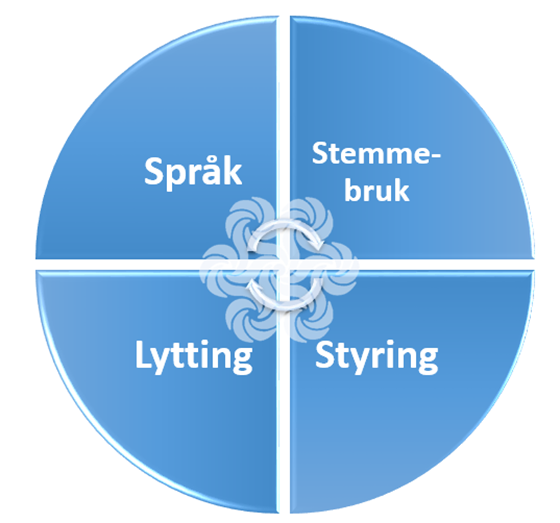 Språk
Stemme-
bruk
Lytting
Styring